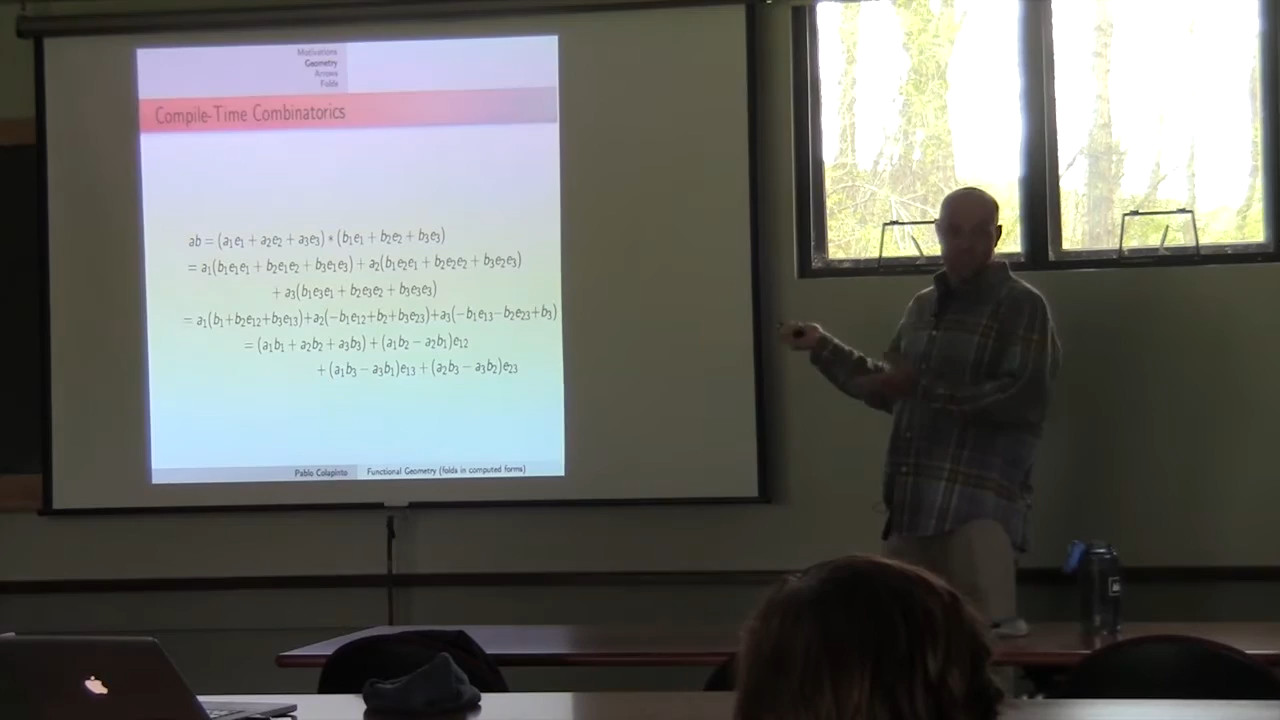 Motivations
Geometry
Arrows
Folds
Compile-Time Combinatorics
ab = (a₁e₁ + a₂e₂ + a₃e₃) ∗ (b₁e₁ + b₂e₂ + b₃e₃)
= a₁(b₁e₁e₁ + b₂e₁e₂ + b₃e₁e₃) + a₂(b₁e₂e₁ + b₂e₂e₂ + b₃e₂e₃)
+ a₃(b₁e₃e₁ + b₂e₃e₂ + b₃e₃e₃)
= a₁(b₁+b₂e₁₂+b₃e₁₃)+a₂(−b₁e₁₂+b₂+b₃e₂₃)+a₃(−b₁e₁₃−b₂e₂₃+b₃)
= (a₁b₁ + a₂b₂ + a₃b₃) + (a₁b₂ − a₂b₁)e₁₂
+ (a₁b₃ − a₃b₁)e₁₃ + (a₂b₃ − a₃b₂)e₂₃
Pablo Colapinto Functional Geometry (folds in computed forms)